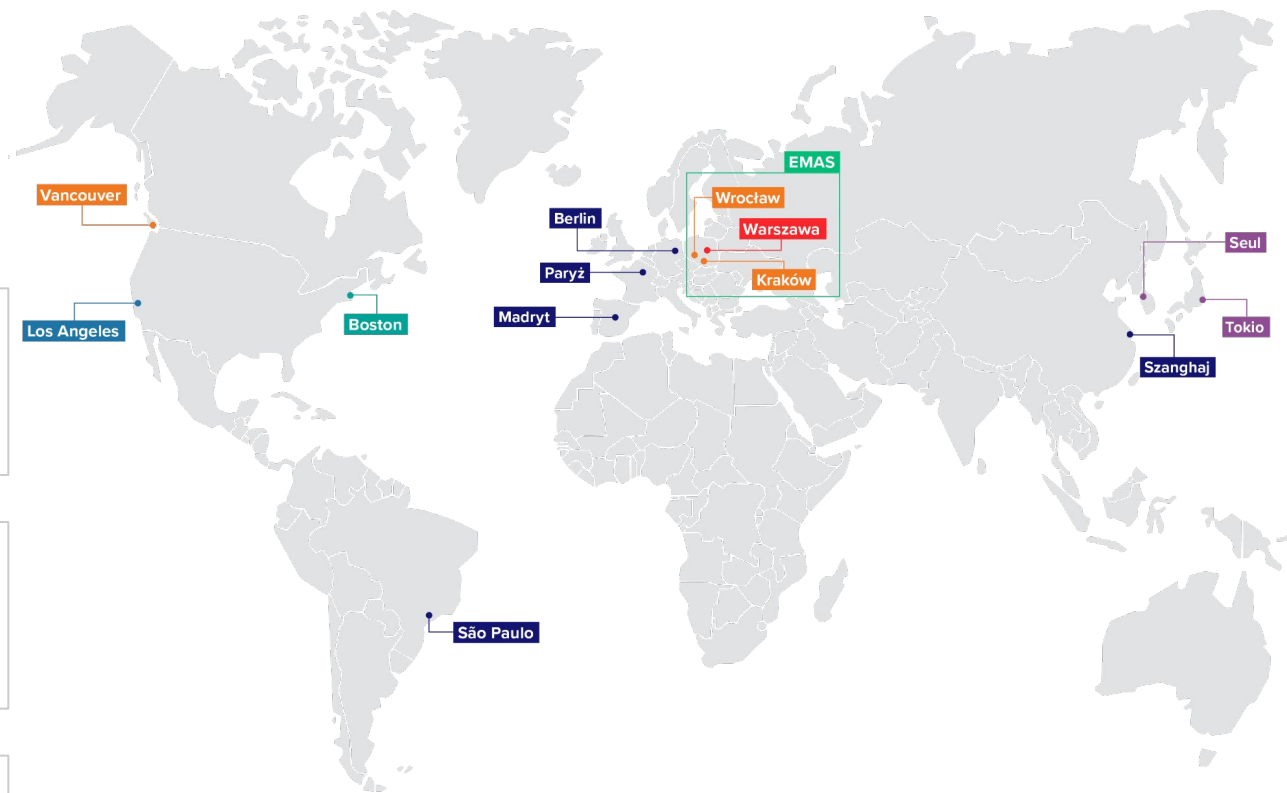 EMAS
Vancouver
Wrocław
Berlin
Warszawa
Seul
Paryż
Kraków
Madryt
Los Angeles
Boston
Tokio
Szanghaj
São Paulo